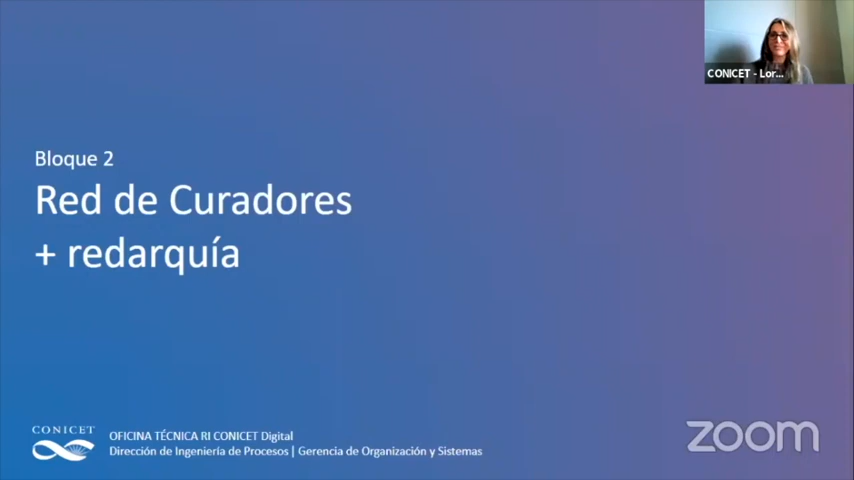 CONICET - Lor...
Bloque 2
Red de Curadores
+ redarquía
CONICET
OFICINA TÉCNICA RI CONICET Digital
Dirección de Ingeniería de Procesos | Gerencia de Organización y Sistemas
zoom